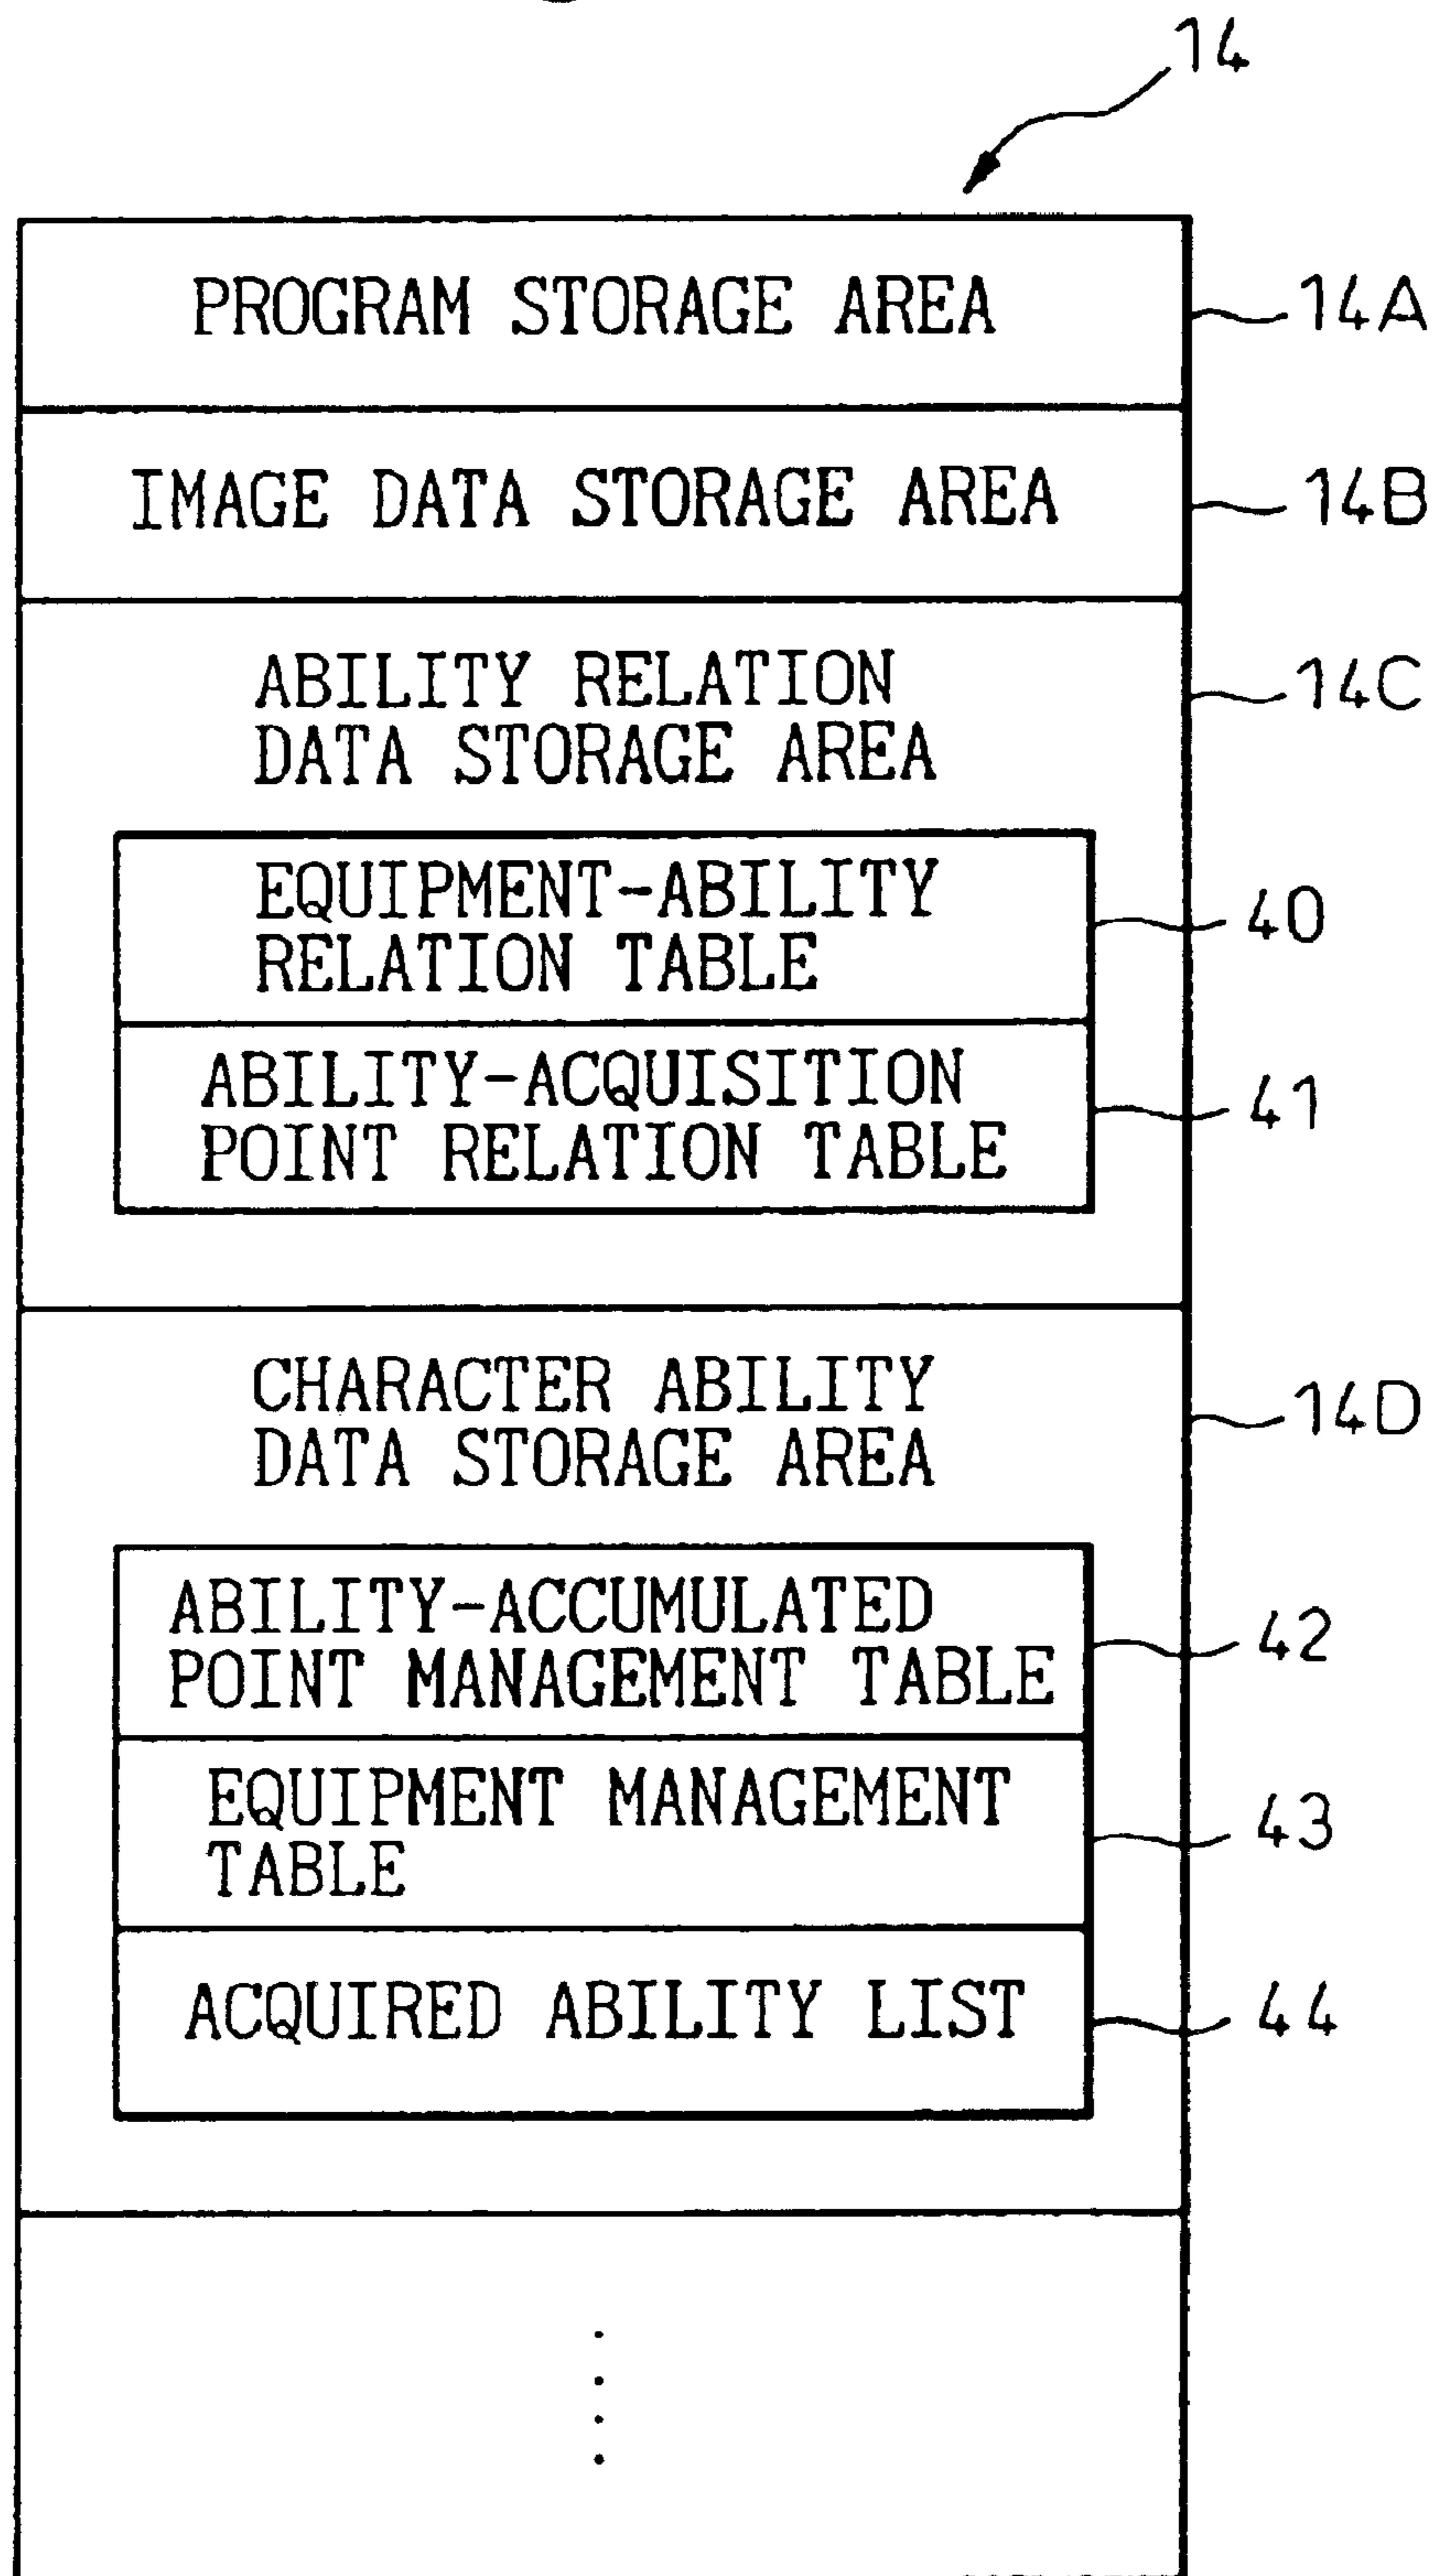 14
PROGRAM STORAGE AREA
14A
IMAGE DATA STORAGE AREA
14B
ABILITY RELATION
DATA STORAGE AREA
14C
EQUIPMENT-ABILITY
RELATION TABLE
40
ABILITY-ACQUISITION
POINT RELATION TABLE
41
CHARACTER ABILITY
DATA STORAGE AREA
14D
ABILITY-ACCUMULATED
POINT MANAGEMENT TABLE
42
EQUIPMENT MANAGEMENT
TABLE
43
ACQUIRED ABILITY LIST
44